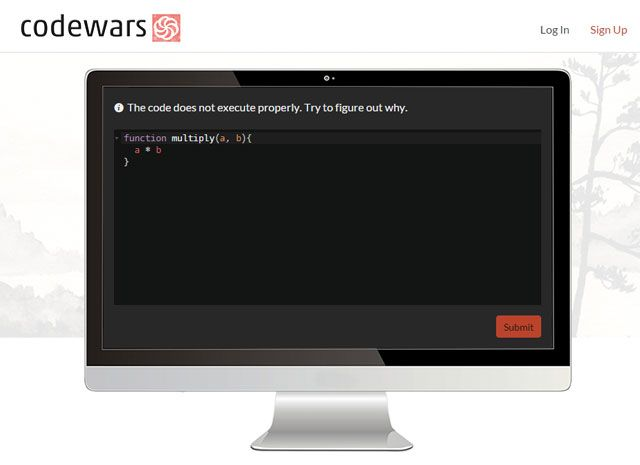 codewars
Log In
Sign Up
The code does not execute properly. Try to figure out why.
function multiply(a, b){
a * b
}
Submit